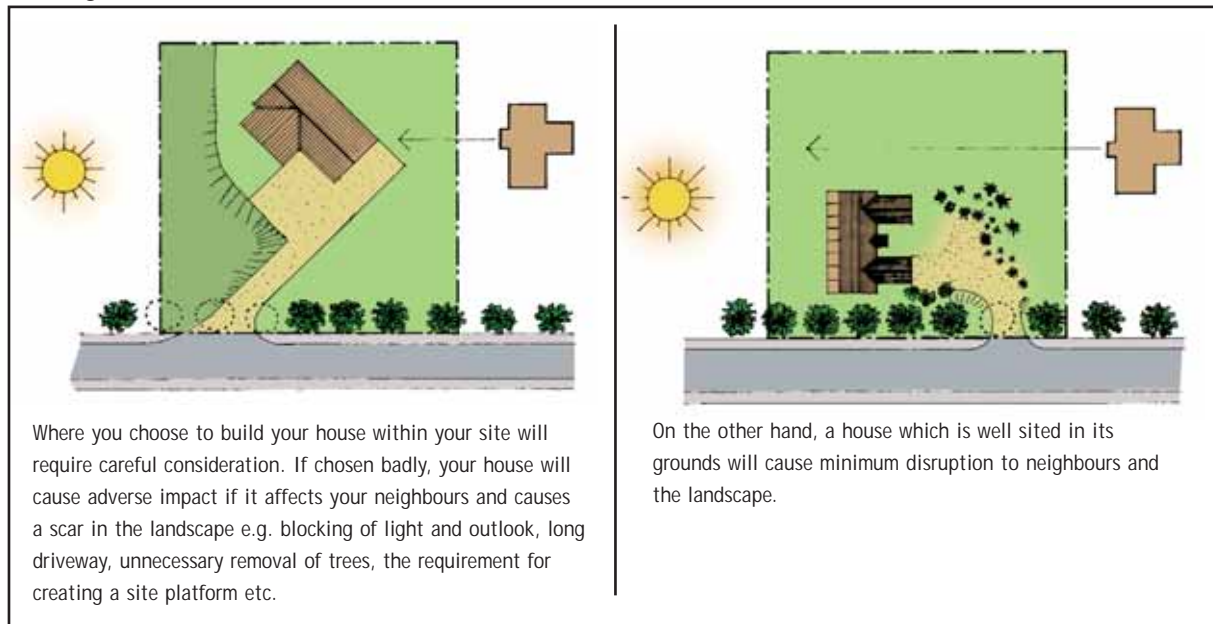 Where you choose to build your house within your site will
require careful consideration. If chosen badly, your house will
cause adverse impact if it affects your neighbours and causes
a scar in the landscape e.g. blocking of light and outlook, long
driveway, unnecessary removal of trees, the requirement for
creating a site platform etc.
On the other hand, a house which is well sited in its
grounds will cause minimum disruption to neighbours and
the landscape.